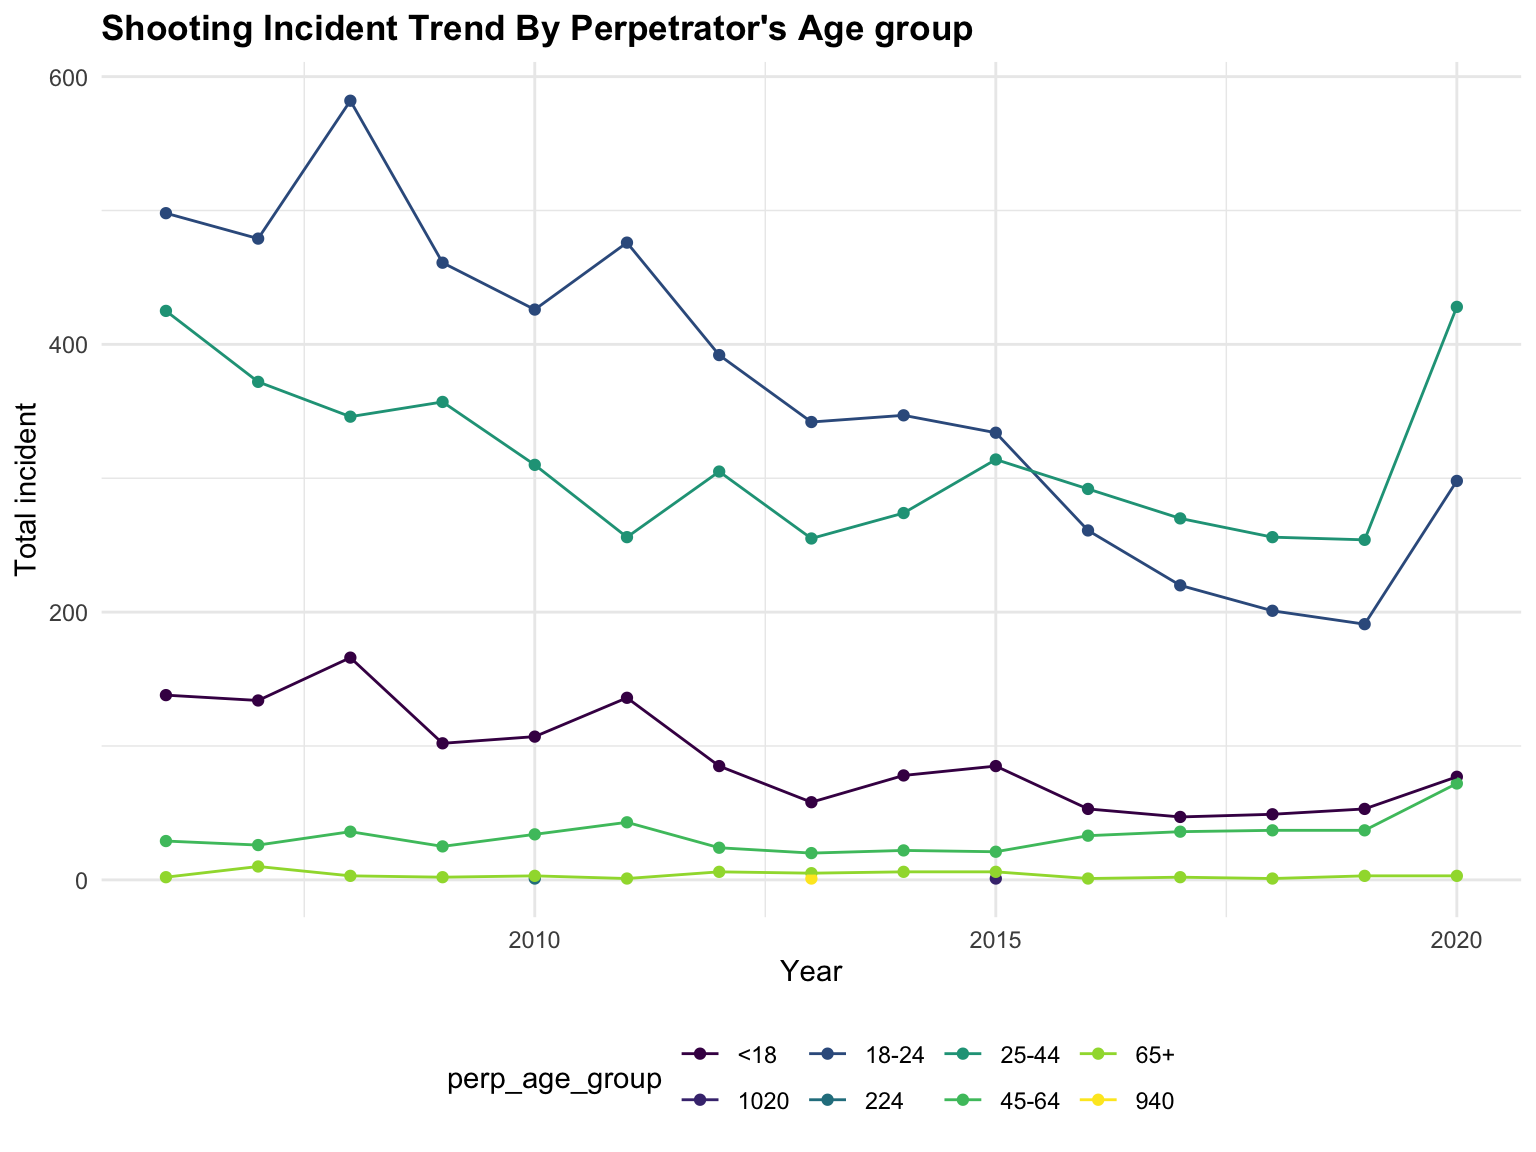 Shooting Incident Trend By Perpetrator's Age group
600
400
200
0
Total incident
2010 2015 2020
Year
perp_age_group
<18 18-24 25-44 65+
1020 224 45-64 940